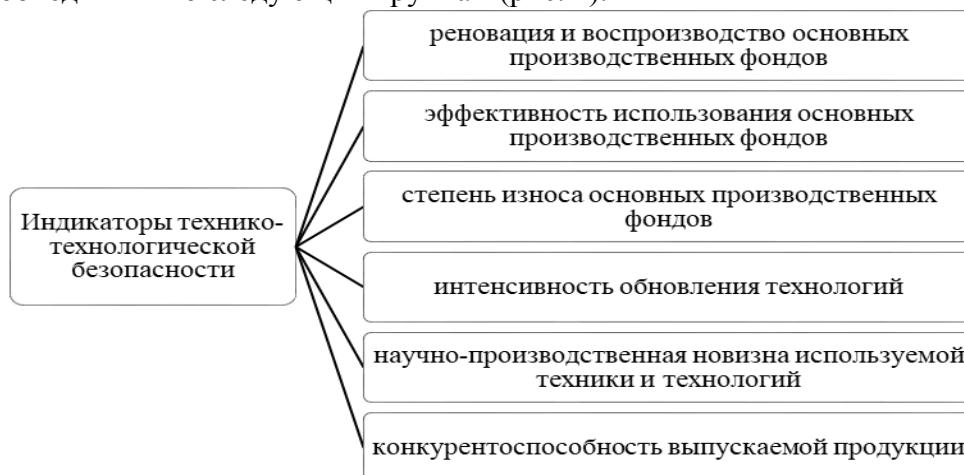 реновация и воспроизводство основных
производственных фондов
эффективность использования основных
производственных фондов
степень износа основных производственных
фондов
Индикаторы технико-
технологической
безопасности
интенсивность обновления технологий
научно-производственная новизна используемой
техники и технологий
конкурентоспособность выпускаемой продукции